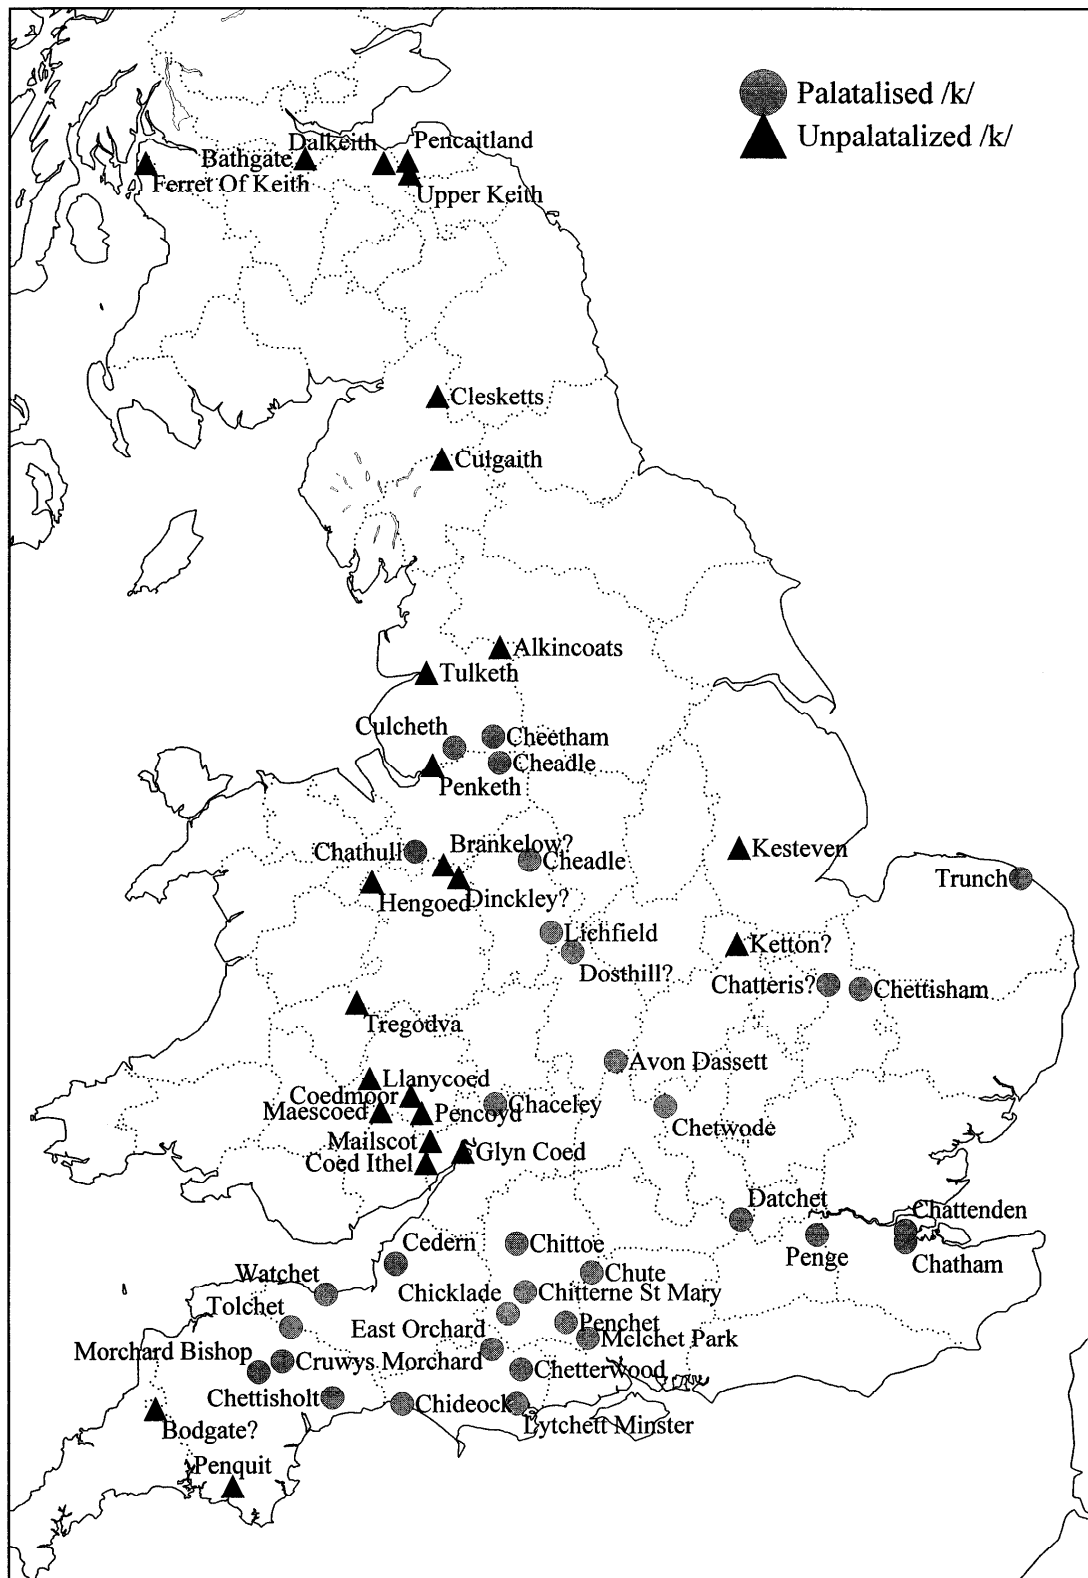 Palatalised /k/
Unpalatalized /k/
Dalkeith
Pencaitland
Bathgate
Ferret Of Keith
Upper Keith
Clesketts
Culgaith
Alkincoats
Tulketh
Culcheth
Cheetham
Cheadle
Penketh
Brankelow?
Chathull
Cheadle
Kesteven
Trunch
Hengoed
Dinckley?
Lichfield
Ketton?
Dosthill?
Chatteris?
Chettisham
Tregodva
Avon Dassett
Llanycoed
Coedmoor
Chaceley
Maescoed
Pencoyd
Chetwode
Mailscot
Glyn Coed
Coed Ithel
Datchet
Chattenden
Cedern
Chittoe
Penge
Chatham
Watchet
Chute
Chicklade
Chitterne St Mary
Tolchet
East Orchard
Penchet
Melchet Park
Morchard Bishop
Cruwys Morchard
Chetterwood
Chettisholt
Chideock
Lytchett Minster
Bodgate?
Penquit